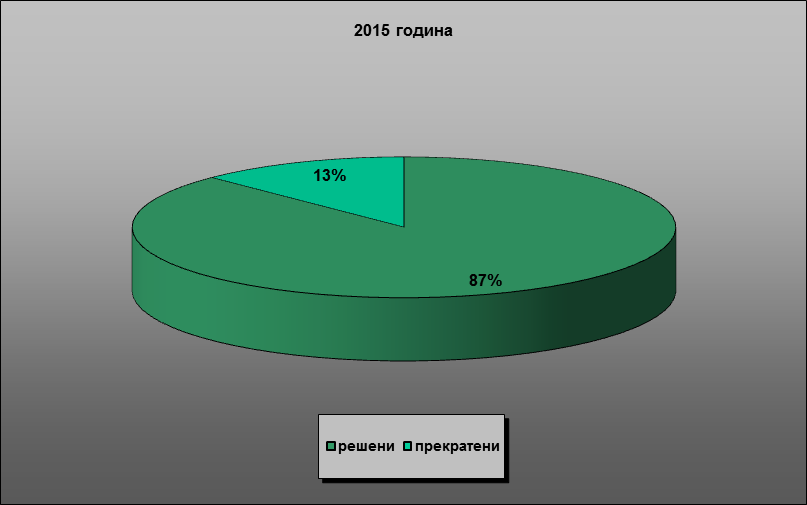 2015 година
13%
87%
решени прекратени